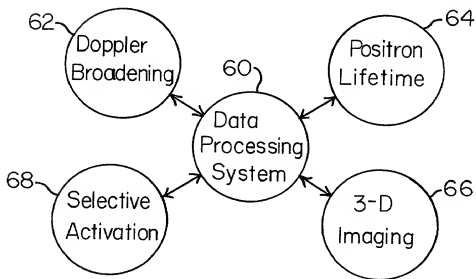 62
Doppler
Broadening
60
64
Positron
Lifetime
Data
Processing
System
68
Selective
Activation
66
3-D
Imaging